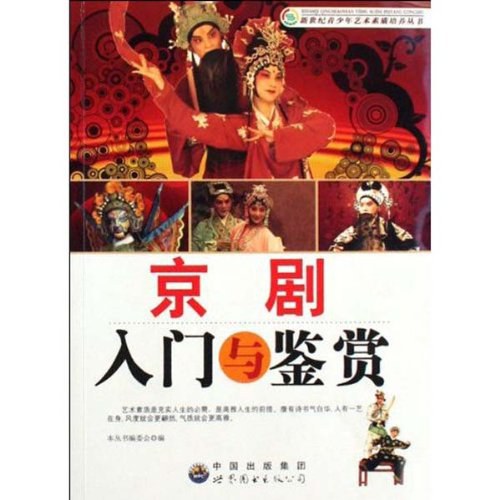 新世纪青少年艺术素质培养丛书
京剧
入门与鉴赏
艺术素质是充实人生的必需，是高雅人生的前提。腹有诗书气自华，人有一艺
在身，风度就会更翩翩，气质就会更高雅。
本丛书编委会◎编
中国出版集团
世界图书出版公司